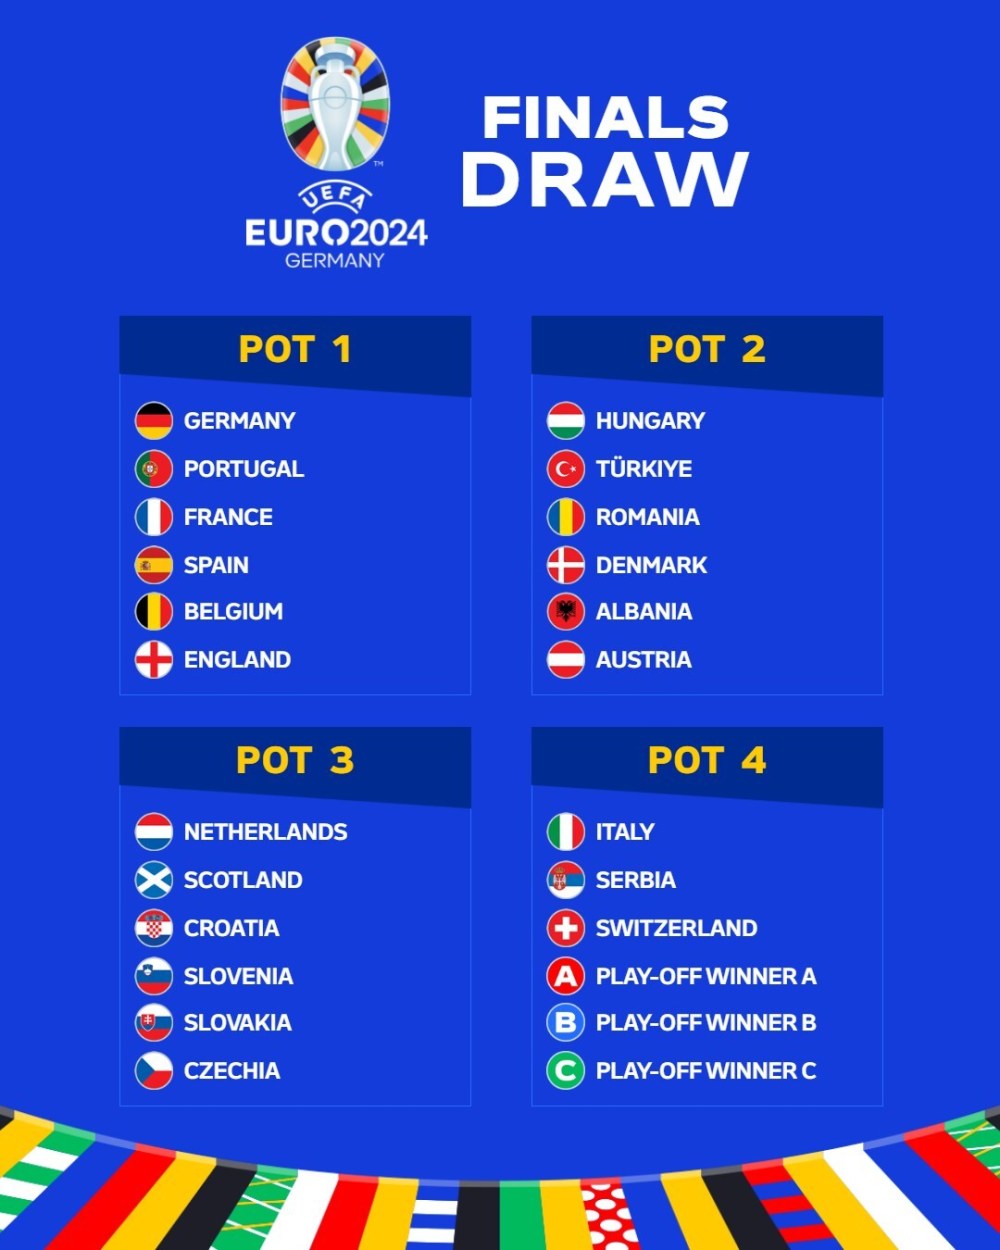 FINALS
DRAW
TM
UEFA
EURO2024
GERMANY
POT 1
GERMANY
PORTUGAL
FRANCE
SPAIN
BELGIUM
ENGLAND
POT 2
HUNGARY
TÜRKIYE
ROMANIA
DENMARK
ALBANIA
AUSTRIA
POT 3
NETHERLANDS
SCOTLAND
CROATIA
SLOVENIA
SLOVAKIA
CZECHIA
POT 4
ITALY
SERBIA
SWITZERLAND
A PLAY-OFF WINNER A
B PLAY-OFF WINNER B
C PLAY-OFF WINNER C